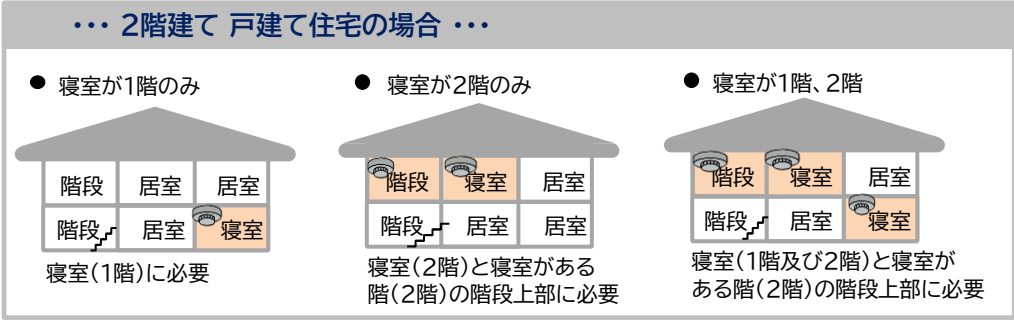 ••• 2階建て 戸建て住宅の場合 •••
● 寝室が1階のみ
階段 居室 居室
階段 居室 寝室
寝室(1階)に必要
● 寝室が2階のみ
階段 寝室 居室
階段 居室 居室
寝室(2階)と寝室がある
階(2階)の階段上部に必要
● 寝室が1階、2階
階段 寝室 居室
階段 居室 寝室
寝室(1階及び2階)と寝室が
ある階(2階)の階段上部に必要